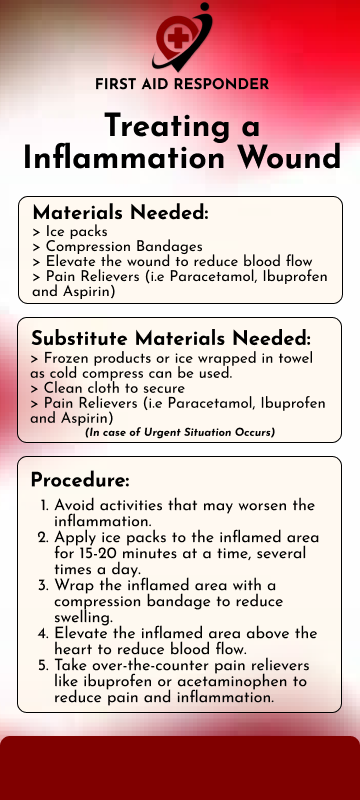 FIRST AID RESPONDER
Treating a
Inflammation Wound
Materials Needed:
> Ice packs
> Compression Bandages
> Elevate the wound to reduce blood flow
> Pain Relievers (i.e Paracetamol, Ibuprofen
and Aspirin)
Substitute Materials Needed:
> Frozen products or ice wrapped in towel
as cold compress can be used.
> Clean cloth to secure
> Pain Relievers (i.e Paracetamol, Ibuprofen
and Aspirin)
(In case of Urgent Situation Occurs)
Procedure:
1. Avoid activities that may worsen the
inflammation.
2. Apply ice packs to the inflamed area
for 15-20 minutes at a time, several
times a day.
3. Wrap the inflamed area with a
compression bandage to reduce
swelling.
4. Elevate the inflamed area above the
heart to reduce blood flow.
5. Take over-the-counter pain relievers
like ibuprofen or acetaminophen to
reduce pain and inflammation.